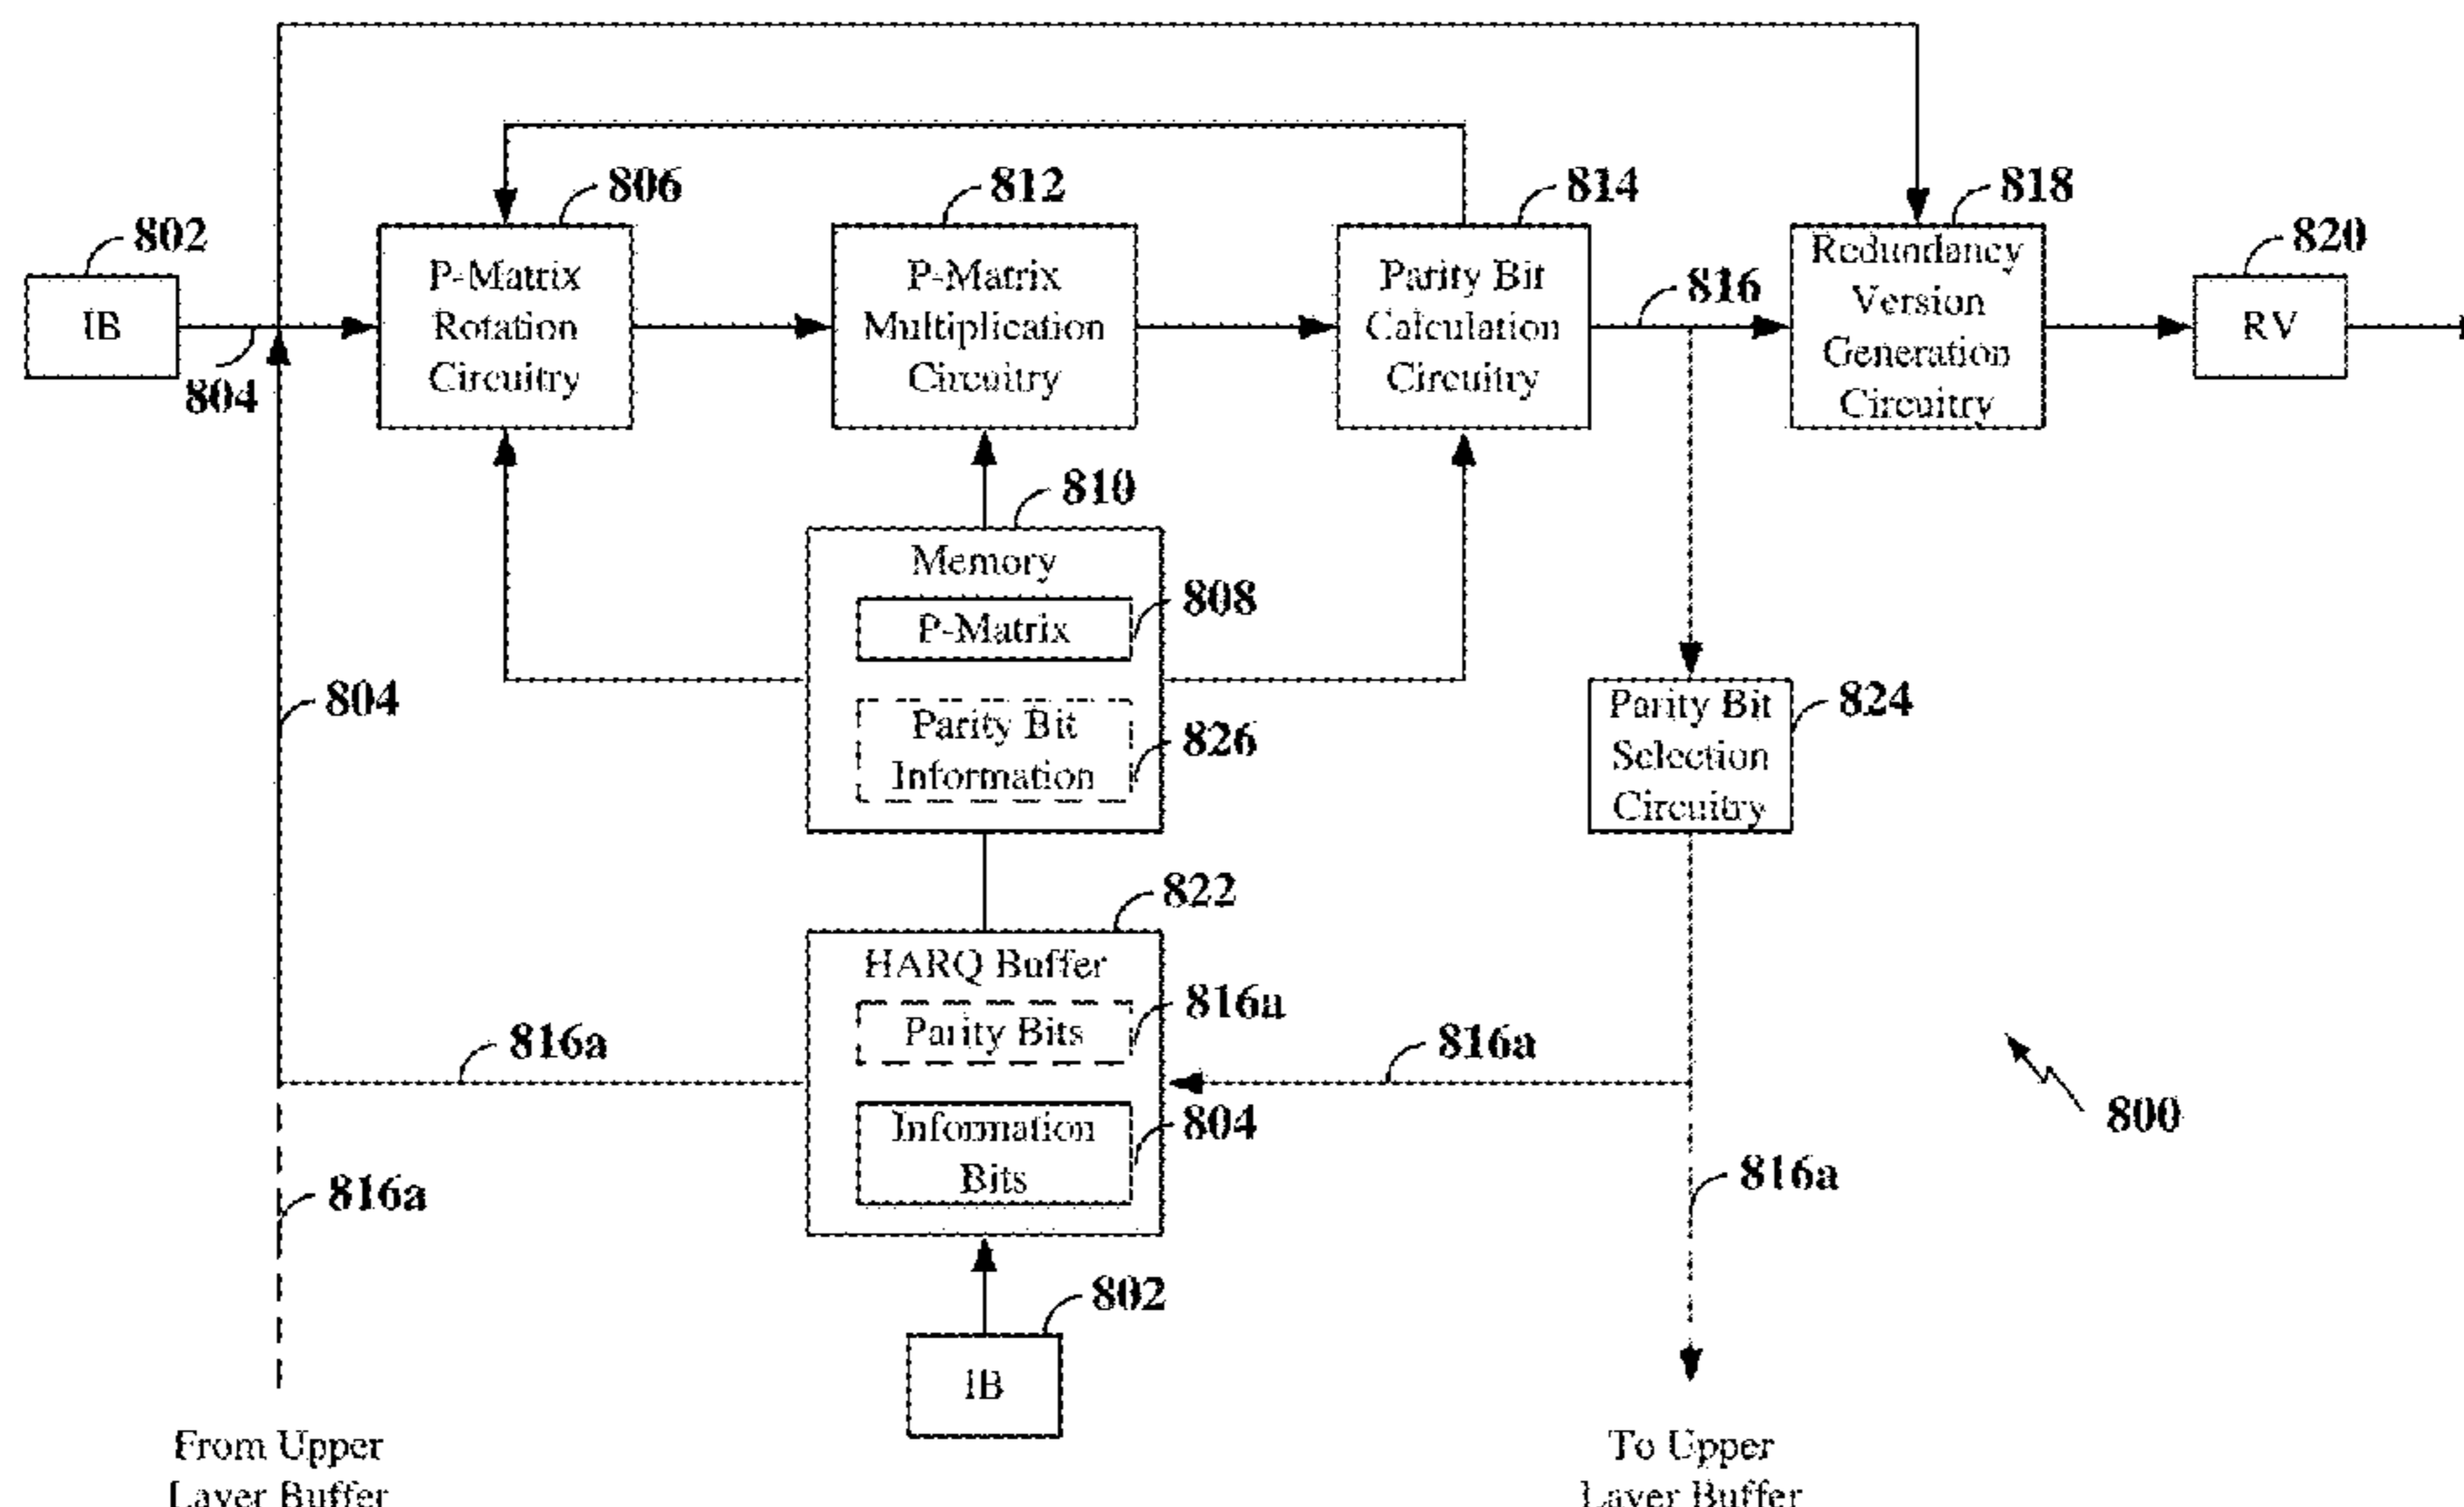 802
IB
804
806
P-Matrix
Rotation
Circuitry
812
P-Matrix
Multiplication
Circuitry
814
Parity Bit
Calculation
Circuitry
816
818
Redundancy
Version
Generation
Circuitry
820
RV
810
Memory
808
P-Matrix
826
Parity Bit
Information
804
824
Parity Bit
Selection
Circuitry
822
HARQ Buffer
816a
Parity Bits
804
Information
Bits
816a
816a
816a
816a
800
802
IB
From Upper
Layer Buffer
To Upper
Layer Buffer